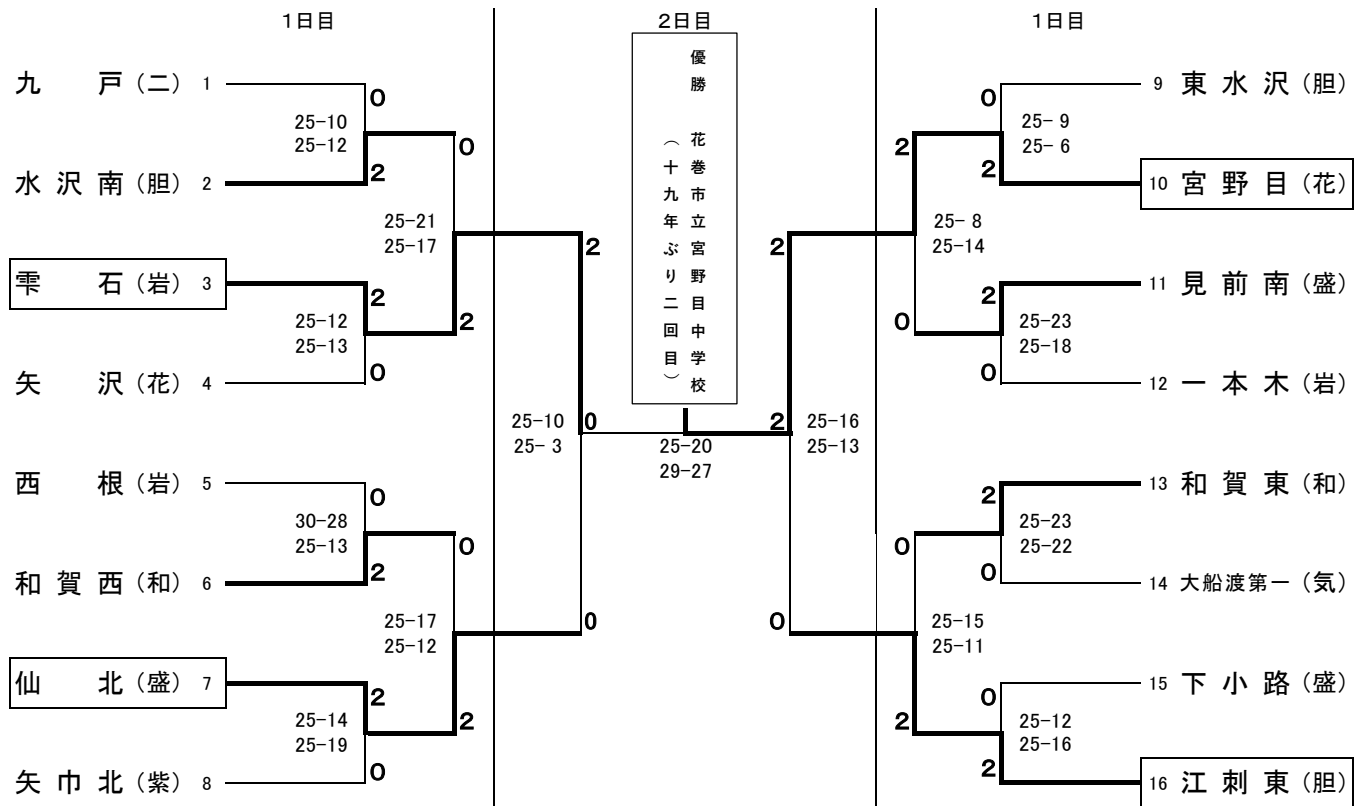 1日目
2日目
1日目
優勝 花巻市立宮野目中学校
（十九年ぶり二回目）
九 戸（二） 1
0
25-10
25-12
0
水 沢 南（胆） 2
2
25-21
25-17
2
雫 石（岩） 3
2
25-12
25-13
2
矢 沢（花） 4
0
25-10
25- 3
0
西 根（岩） 5
0
30-28
25-13
0
和 賀 西（和） 6
2
25-17
25-12
0
仙 北（盛） 7
2
25-14
25-19
2
矢 巾 北（紫） 8
0
25-20
29-27
9 東 水 沢（胆）
0
25- 9
25- 6
2
10 宮 野 目（花）
2
25- 8
25-14
2
11 見 前 南（盛）
2
25-23
25-18
0
12 一 本 木（岩）
0
2
25-16
25-13
13 和 賀 東（和）
2
25-23
25-22
0
14 大船渡第一（気）
0
25-15
25-11
0
15 下 小 路（盛）
0
25-12
25-16
2
16 江 刺 東（胆）
2